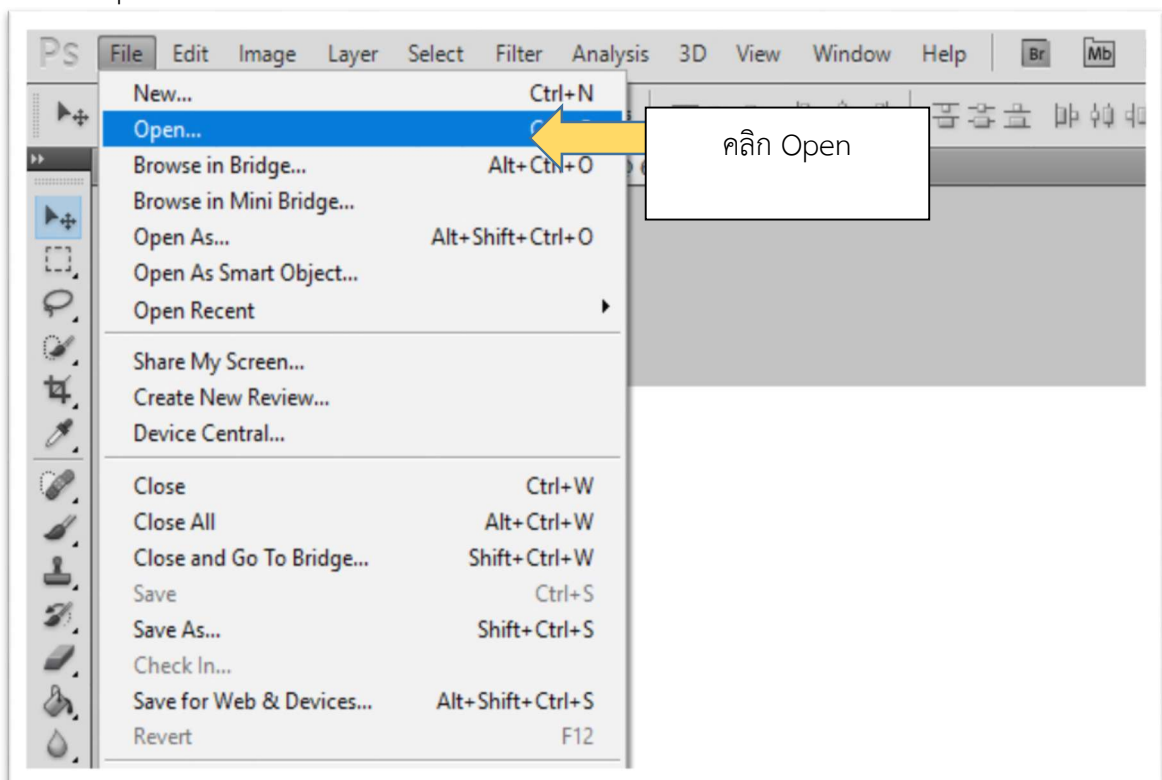 Ps File Edit Image Layer Select Filter Analysis 3D View Window Help Br Mb
New... Ctrl+N
Open...
คลิก Open
Browse in Bridge... Alt+Ctrl+O
Browse in Mini Bridge...
Open As... Alt+Shift+Ctrl+O
Open As Smart Object...
Open Recent
Share My Screen...
Create New Review...
Device Central...
Close Ctrl+W
Close All Alt+Ctrl+W
Close and Go To Bridge... Shift+Ctrl+W
Save Ctrl+S
Save As... Shift+Ctrl+S
Check In...
Save for Web & Devices... Alt+Shift+Ctrl+S
Revert F12